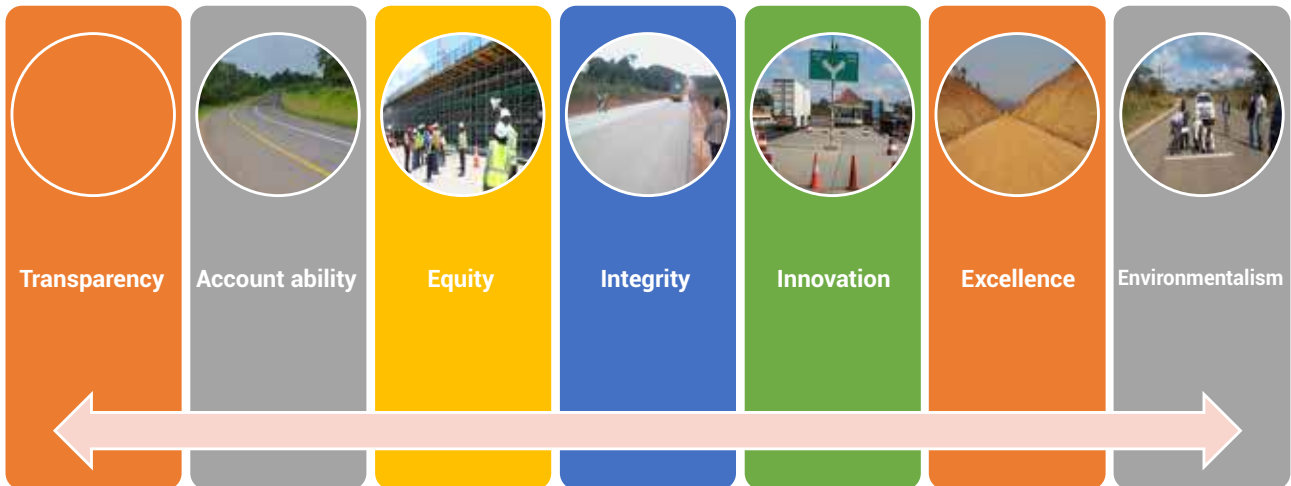 Transparency
Account ability
Equity
Integrity
Innovation
Excellence
Environmentalism